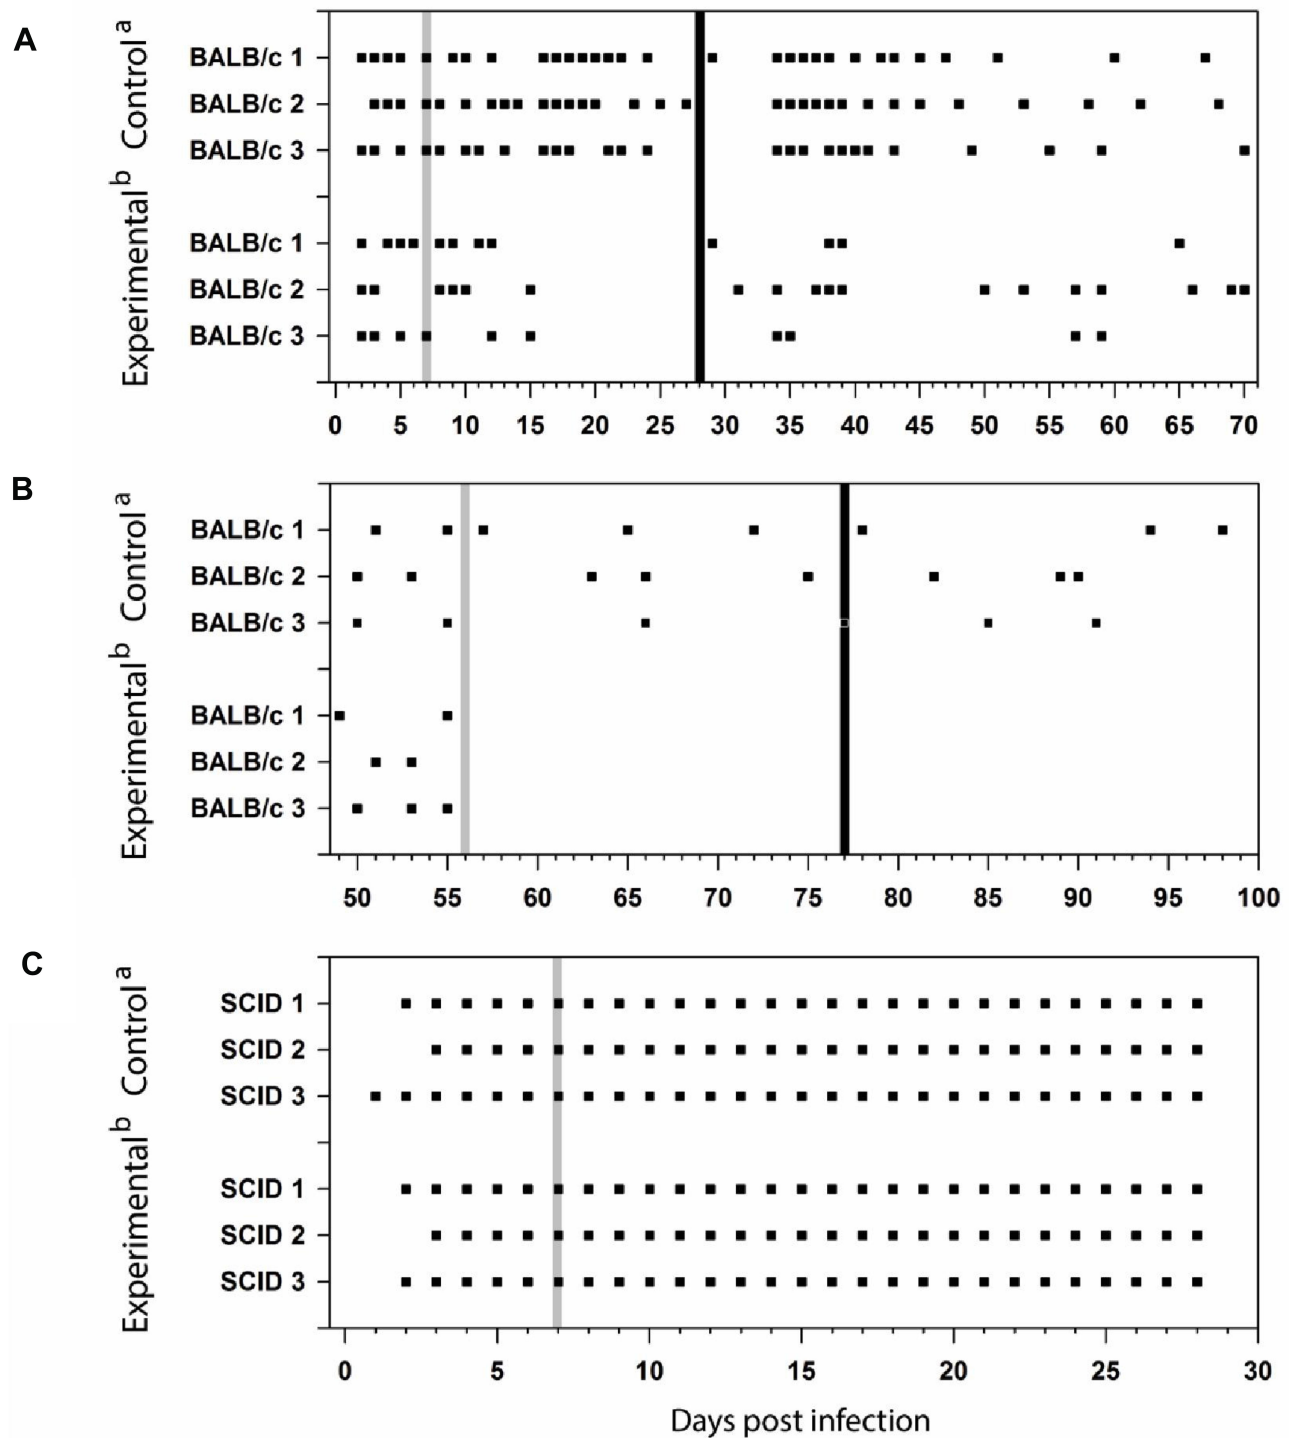 A
Control a
BALB/c 1
BALB/c 2
BALB/c 3
Experimental b
BALB/c 1
BALB/c 2
BALB/c 3
0 5 10 15 20 25 30 35 40 45 50 55 60 65 70
B
Control a
BALB/c 1
BALB/c 2
BALB/c 3
Experimental b
BALB/c 1
BALB/c 2
BALB/c 3
50 55 60 65 70 75 80 85 90 95 100
C
Control a
SCID 1
SCID 2
SCID 3
Experimental b
SCID 1
SCID 2
SCID 3
0 5 10 15 20 25 30
Days post infection